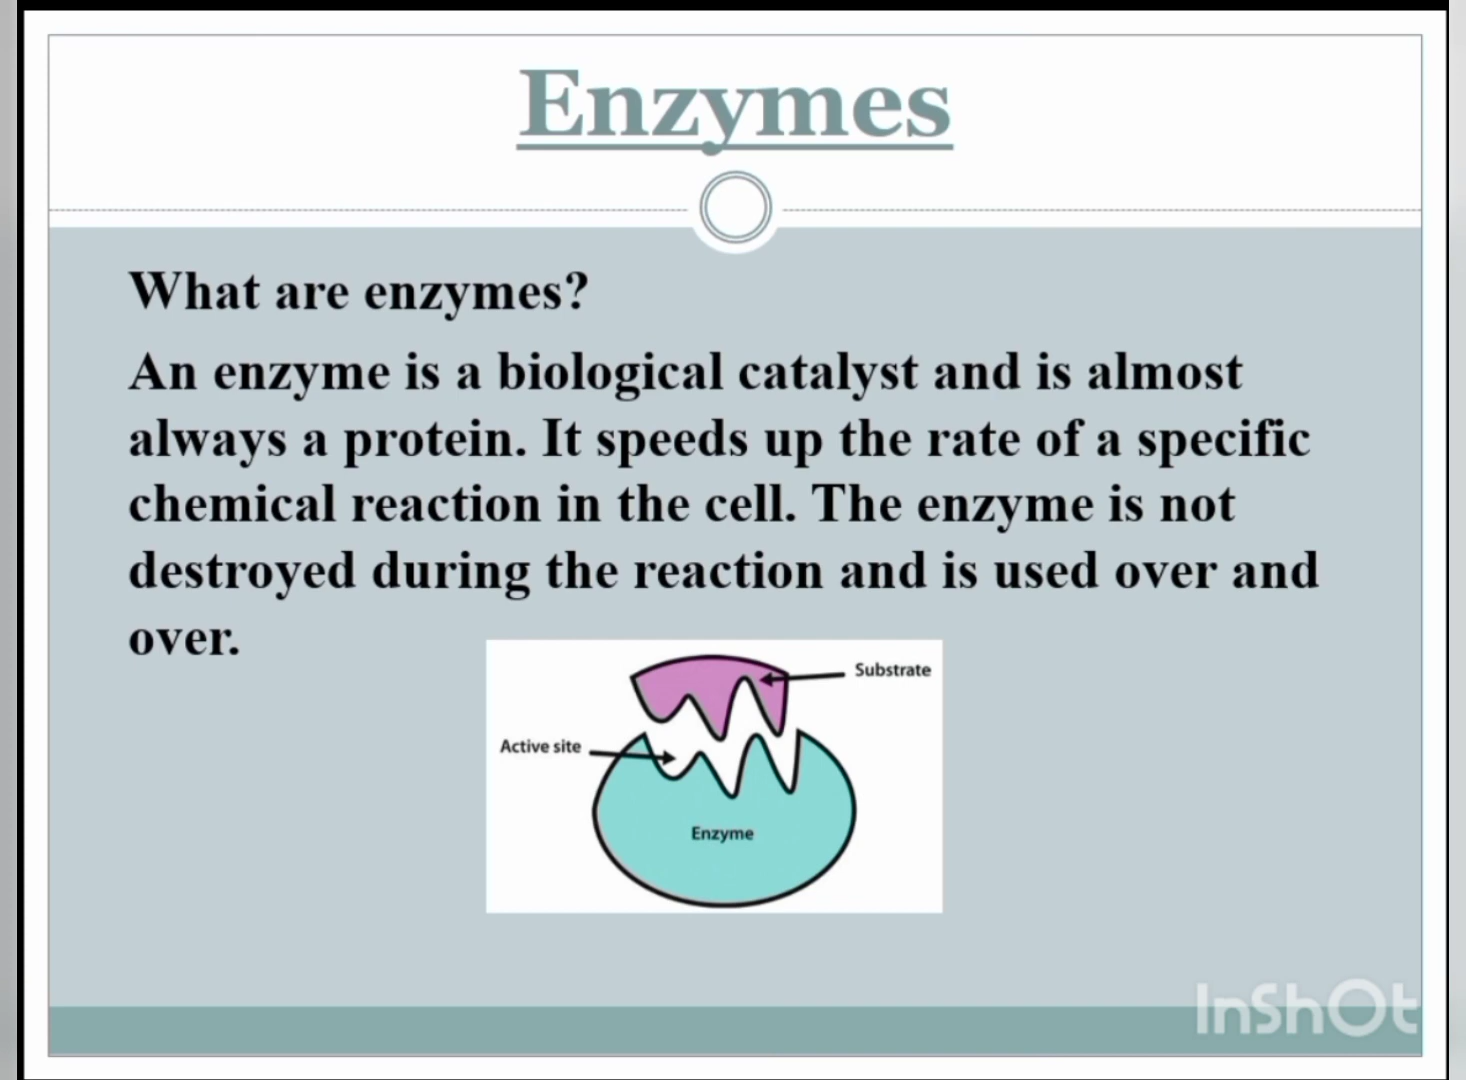 Enzymes
What are enzymes?
An enzyme is a biological catalyst and is almost
always a protein. It speeds up the rate of a specific
chemical reaction in the cell. The enzyme is not
destroyed during the reaction and is used over and
over.
Substrate
Active site
Enzyme
InShOt